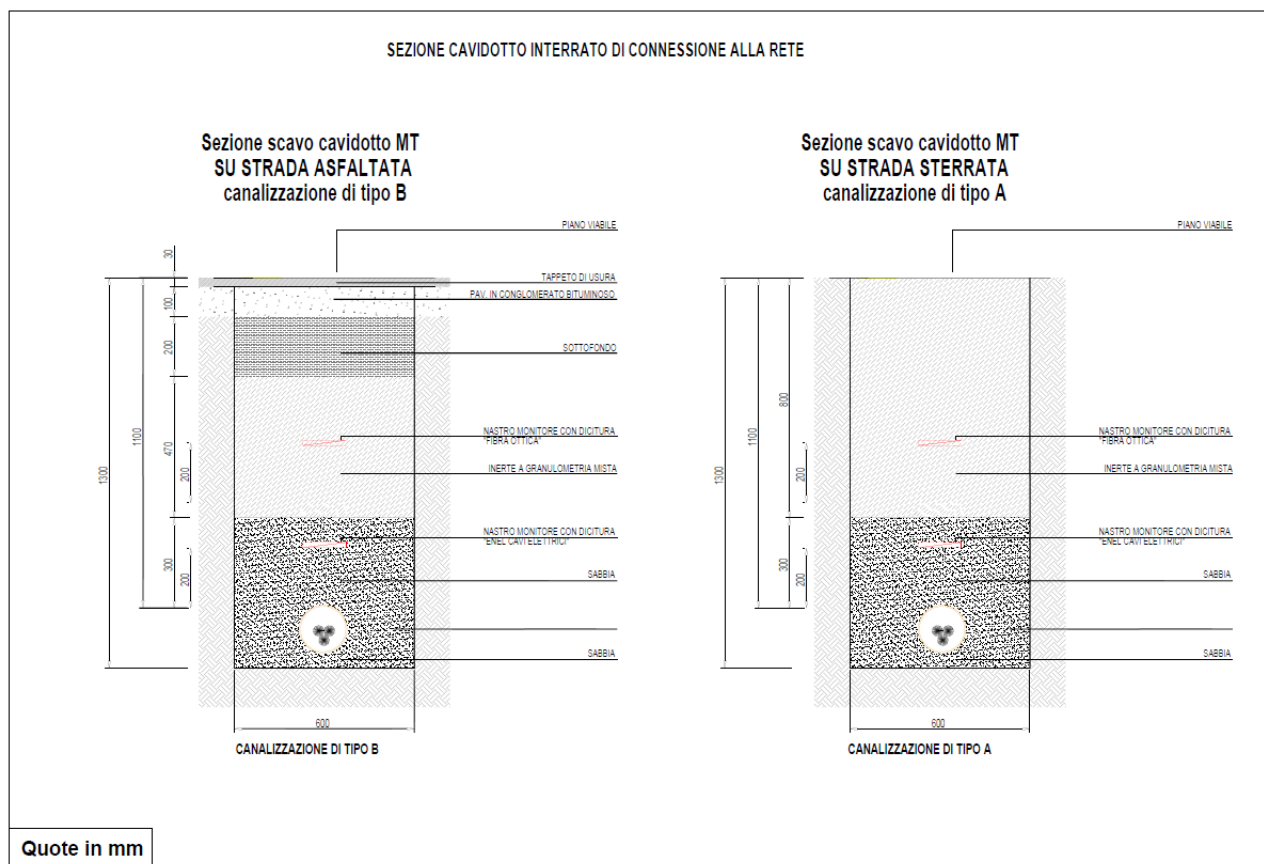 SEZIONE CAVIDOTTO INTERRATO DI CONNESSIONE ALLA RETE
Sezione scavo cavidotto MT
SU STRADA ASFALTATA
canalizzazione di tipo B
PIANO VIABILE
TAPPETO DI USURA
PAV. IN CONGLOMERATO BITUMINOSO
SOTTOFONDO
NASTRO MONITORE CON DICITURA
"FIBRA OTTICA"
INERTE A GRANULOMETRIA MISTA
NASTRO MONITORE CON DICITURA
"ENEL CAVI ELETTRICI"
SABBIA
SABBIA
30
100
200
470
200
300
200
1100
1300
600
CANALIZZAZIONE DI TIPO B
Sezione scavo cavidotto MT
SU STRADA STERRATA
canalizzazione di tipo A
PIANO VIABILE
NASTRO MONITORE CON DICITURA
"FIBRA OTTICA"
INERTE A GRANULOMETRIA MISTA
NASTRO MONITORE CON DICITURA
"ENEL CAVI ELETTRICI"
SABBIA
SABBIA
800
200
300
200
1100
1300
600
CANALIZZAZIONE DI TIPO A
Quote in mm